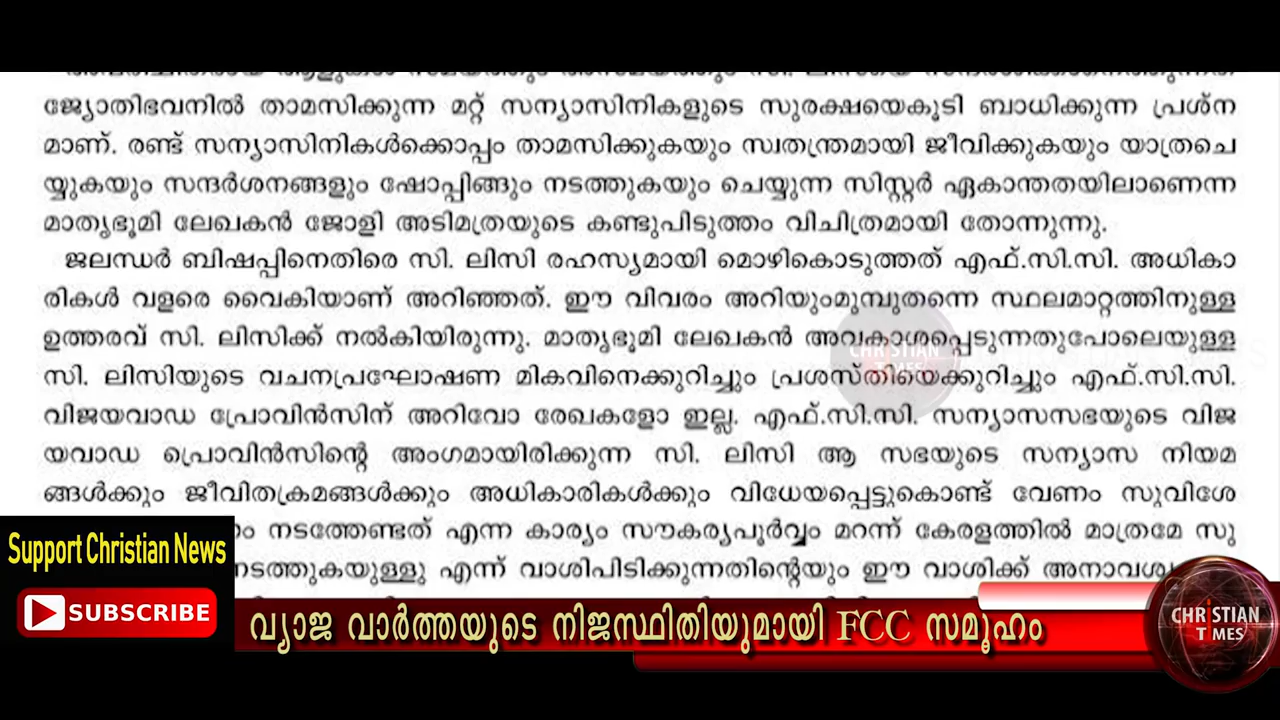 ജ്യോതിഭവനിൽ താമസിക്കുന്ന മറ്റ് സന്യാസിനികളുടെ സുരക്ഷയെകൂടി ബാധിക്കുന്ന പ്രശ്ന
മാണ്. രണ്ട് സന്യാസിനികൾക്കൊപ്പം താമസിക്കുകയും സ്വതന്ത്രമായി ജീവിക്കുകയും യാത്രചെ
യ്യുകയും സന്ദർശനങ്ങളും ഷോപ്പിങ്ങും നടത്തുകയും ചെയ്യുന്ന സിസ്റ്റർ ഏകാന്തതയിലാണെന്ന
മാതൃഭൂമി ലേഖകൻ ജോളി അടിമത്രയുടെ കണ്ടുപിടുത്തം വിചിത്രമായി തോന്നുന്നു.
ജലന്ധർ ബിഷപ്പിനെതിരെ സി. ലിസി രഹസ്യമായി മൊഴികൊടുത്തത് എഫ്.സി.സി. അധികാ
രികൾ വളരെ വൈകിയാണ് അറിഞ്ഞത്. ഈ വിവരം അറിയുംമുമ്പുതന്നെ സ്ഥലമാറ്റത്തിനുള്ള
ഉത്തരവ് സി. ലിസിക്ക് നൽകിയിരുന്നു. മാതൃഭൂമി ലേഖകൻ അവകാശപ്പെടുന്നതുപോലെയുള്ള
സി. ലിസിയുടെ വചനപ്രഘോഷണ മികവിനെക്കുറിച്ചും പ്രശസ്തിയെക്കുറിച്ചും എഫ്.സി.സി.
വിജയവാഡ പ്രോവിൻസിന് അറിവോ രേഖകളോ ഇല്ല. എഫ്.സി.സി. സന്യാസസഭയുടെ വിജ
യവാഡ പ്രൊവിൻസിന്റെ അംഗമായിരിക്കുന്ന സി. ലിസി ആ സഭയുടെ സന്യാസ നിയമ
ങ്ങൾക്കും ജീവിതക്രമങ്ങൾക്കും അധികാരികൾക്കും വിധേയപ്പെട്ടുകൊണ്ട് വേണം സുവിശേ
നടത്തേണ്ടത് എന്ന കാര്യം സൗകര്യപൂർവ്വം മറന്ന് കേരളത്തിൽ മാത്രമേ സു
നടത്തുകയുള്ളു എന്ന് വാശിപിടിക്കുന്നതിന്റെയും ഈ വാശിക്ക്
CHRISTIAN
TIMES
Support Christian News
SUBSCRIBE
വ്യാജ വാർത്തയുടെ നിജസ്ഥിതിയുമായി FCC സമൂഹം
CHRISTIAN
TIMES